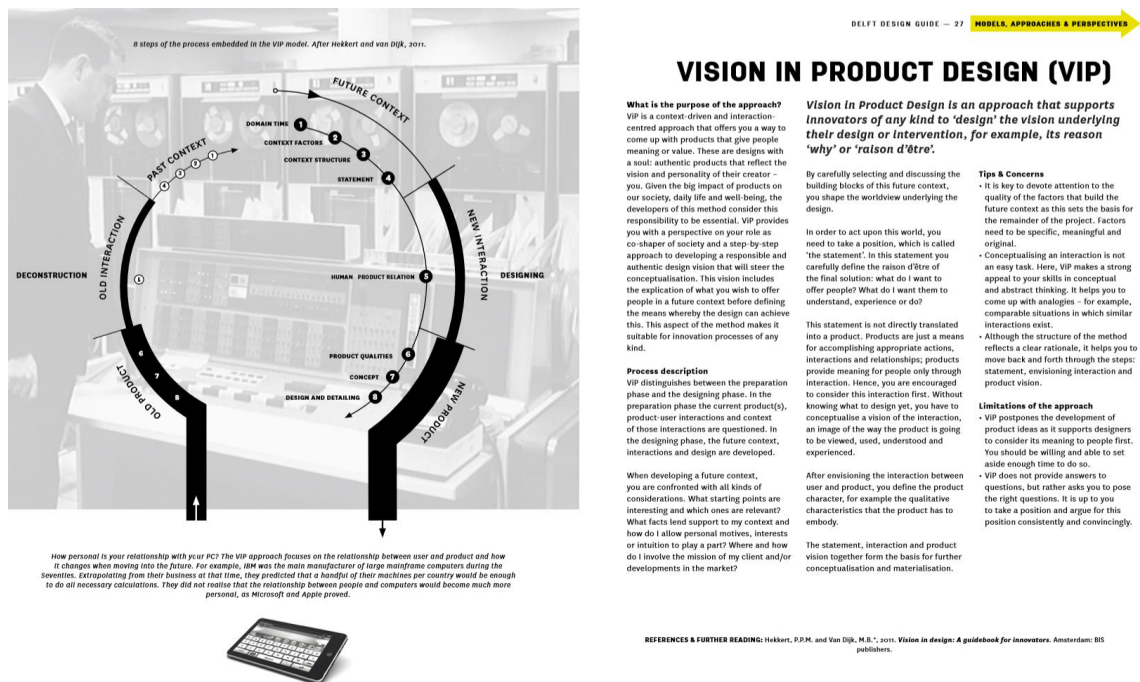 8 steps of the process embedded in the ViP model. After Hekkert and van Dijk, 2011.
FUTURE CONTEXT
DOMAIN TIME 1
CONTEXT FACTORS 2
CONTEXT STRUCTURE 3
STATEMENT 4
PAST CONTEXT
1
2
3
4
OLD INTERACTION
NEW INTERACTION
DECONSTRUCTION
DESIGNING
5
HUMAN PRODUCT RELATION 5
6
7
8
OLD PRODUCT
PRODUCT QUALITIES 6
CONCEPT 7
DESIGN AND DETAILING 8
NEW PRODUCT
How personal is your relationship with your PC? The ViP approach focuses on the relationship between user and product and how
it changes when moving into the future. For example, IBM was the main manufacturer of large mainframe computers during the
Seventies. Extrapolating from their business at that time, they predicted that a handful of their machines per country would be enough
to do all necessary calculations. They did not realise that the relationship between people and computers would become much more
personal, as Microsoft and Apple proved.
DELFT DESIGN GUIDE — 27
MODELS, APPROACHES & PERSPECTIVES
VISION IN PRODUCT DESIGN (VIP)
What is the purpose of the approach?
ViP is a context-driven and interaction-
centred approach that offers you a way to
come up with products that give people
meaning or value. These are designs with
a soul: authentic products that reflect the
vision and personality of their creator –
you. Given the big impact of products on
our society, daily life and well-being, the
developers of this method consider this
responsibility to be essential. ViP provides
you with a perspective on your role as
co-shaper of society and a step-by-step
approach to developing a responsible and
authentic design vision that will steer the
conceptualisation. This vision includes
the explication of what you wish to offer
people in a future context before defining
the means whereby the design can achieve
this. This aspect of the method makes it
suitable for innovation processes of any
kind.
Process description
ViP distinguishes between the preparation
phase and the designing phase. In the
preparation phase the current product(s),
product-user interactions and context
of those interactions are questioned. In
the designing phase, the future context,
interactions and design are developed.
When developing a future context,
you are confronted with all kinds of
considerations. What starting points are
interesting and which ones are relevant?
What facts lend support to my context and
how do I allow personal motives, interests
or intuition to play a part? Where and how
do I involve the mission of my client and/or
developments in the market?
Vision in Product Design is an approach that supports
innovators of any kind to ‘design’ the vision underlying
their design or intervention, for example, its reason
‘why’ or ‘raison d’être’.
By carefully selecting and discussing the
building blocks of this future context,
you shape the worldview underlying the
design.
In order to act upon this world, you
need to take a position, which is called
‘the statement’. In this statement you
carefully define the raison d’être of
the final solution: what do I want to
offer people? What do I want them to
understand, experience or do?
This statement is not directly translated
into a product. Products are just a means
for accomplishing appropriate actions,
interactions and relationships; products
provide meaning for people only through
interaction. Hence, you are encouraged
to consider this interaction first. Without
knowing what to design yet, you have to
conceptualise a vision of the interaction,
an image of the way the product is going
to be viewed, used, understood and
experienced.
After envisioning the interaction between
user and product, you define the product
character, for example the qualitative
characteristics that the product has to
embody.
The statement, interaction and product
vision together form the basis for further
conceptualisation and materialisation.
Tips & Concerns
• It is key to devote attention to the
quality of the factors that build the
future context as this sets the basis for
the remainder of the project. Factors
need to be specific, meaningful and
original.
• Conceptualising an interaction is not
an easy task. Here, ViP makes a strong
appeal to your skills in conceptual
and abstract thinking. It helps you to
come up with analogies – for example,
comparable situations in which similar
interactions exist.
• Although the structure of the method
reflects a clear rationale, it helps you to
move back and forth through the steps:
statement, envisioning interaction and
product vision.
Limitations of the approach
• ViP postpones the development of
product ideas as it supports designers
to consider its meaning to people first.
You should be willing and able to set
aside enough time to do so.
• ViP does not provide answers to
questions, but rather asks you to pose
the right questions. It is up to you
to take a position and argue for this
position consistently and convincingly.
REFERENCES & FURTHER READING: Hekkert, P.P.M. and Van Dijk, M.B.*, 2011. Vision in design: A guidebook for innovators. Amsterdam: BIS
publishers.